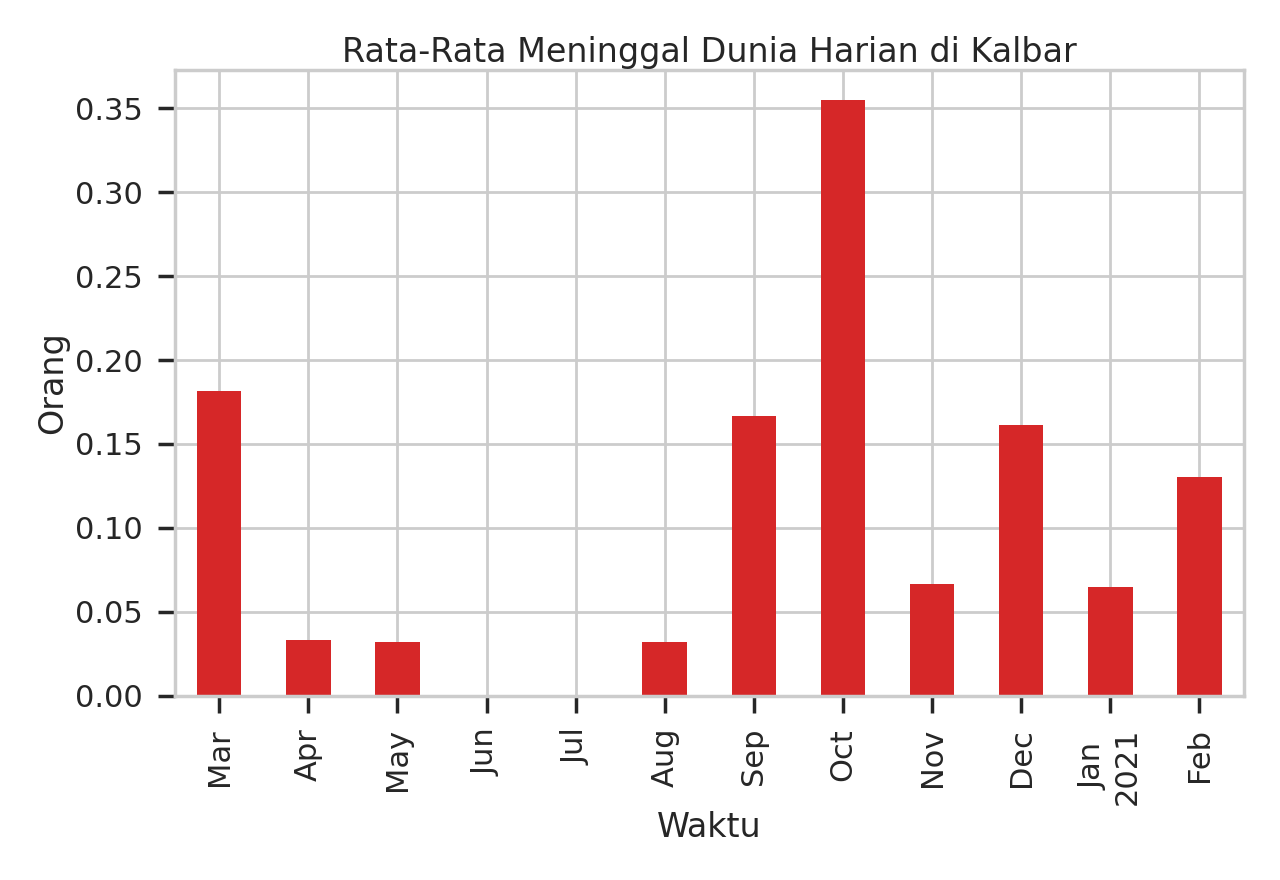 Rata-Rata Meninggal Dunia Harian di Kalbar
Orang
0.35
0.30
0.25
0.20
0.15
0.10
0.05
0.00
Mar
Apr
May
Jun
Jul
Aug
Sep
Oct
Nov
Dec
Jan
2021
Feb
Waktu